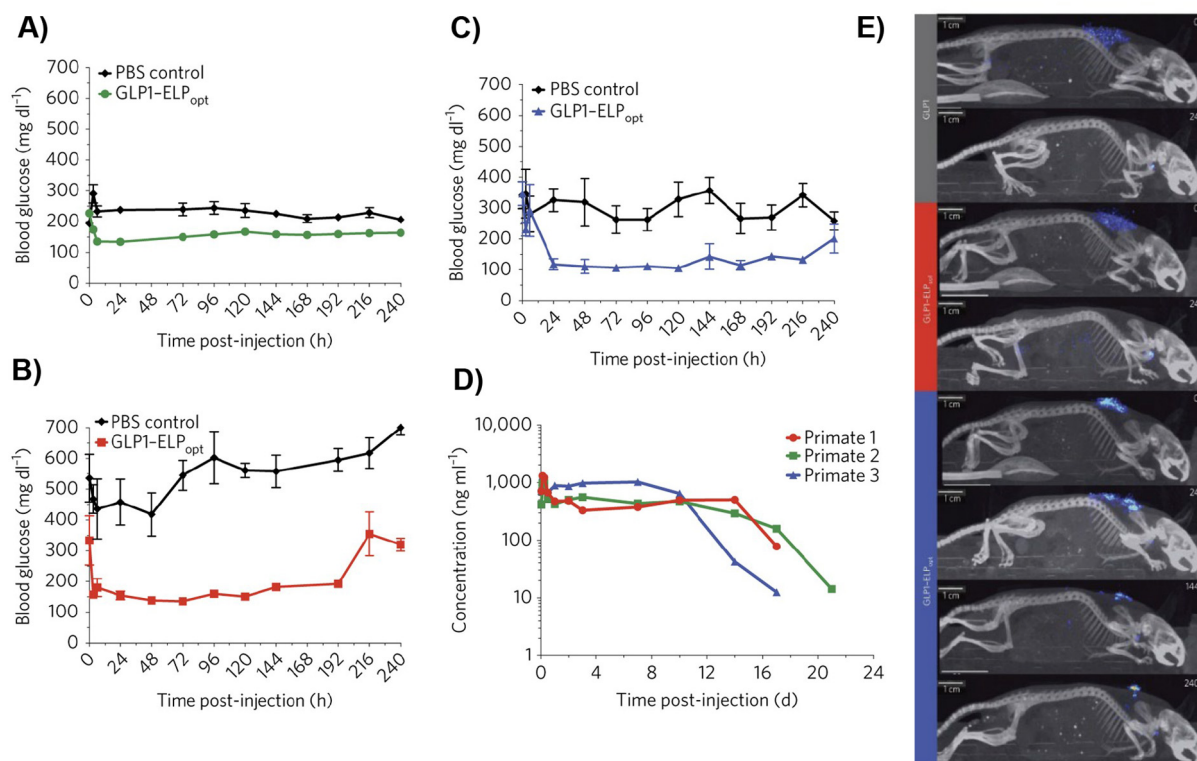 A)
700
600
500
400
300
200
100
0
Blood glucose (mg dl⁻¹)
PBS control
GLP1–ELPopt
0 24 48 72 96 120 144 168 192 216 240
Time post-injection (h)
B)
700
600
500
400
300
200
100
0
Blood glucose (mg dl⁻¹)
PBS control
GLP1–ELPopt
0 24 48 72 96 120 144 168 192 216 240
Time post-injection (h)
C)
700
600
500
400
300
200
100
0
Blood glucose (mg dl⁻¹)
PBS control
GLP1–ELPopt
0 24 48 72 96 120 144 168 192 216 240
Time post-injection (h)
D)
10,000
1,000
100
10
1
Concentration (ng ml⁻¹)
Primate 1
Primate 2
Primate 3
0 4 8 12 16 20 24
Time post-injection (d)
E)
GLP1
1 cm
1 cm
1 cm
1 cm
GLP1–ELPopt
1 cm
1 cm
1 cm
144
1 cm
240